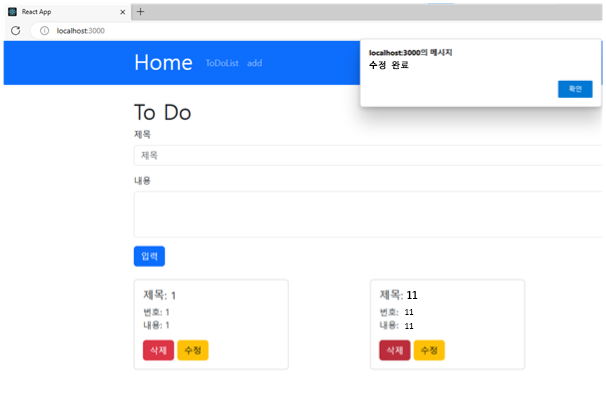 React App
localhost:3000
Home ToDoList add
localhost:3000의 메시지
수정 완료
확인
To Do
제목
제목
내용
입력
제목: 1
번호: 1
내용: 1
삭제 수정
제목: 11
번호: 11
내용: 11
삭제 수정